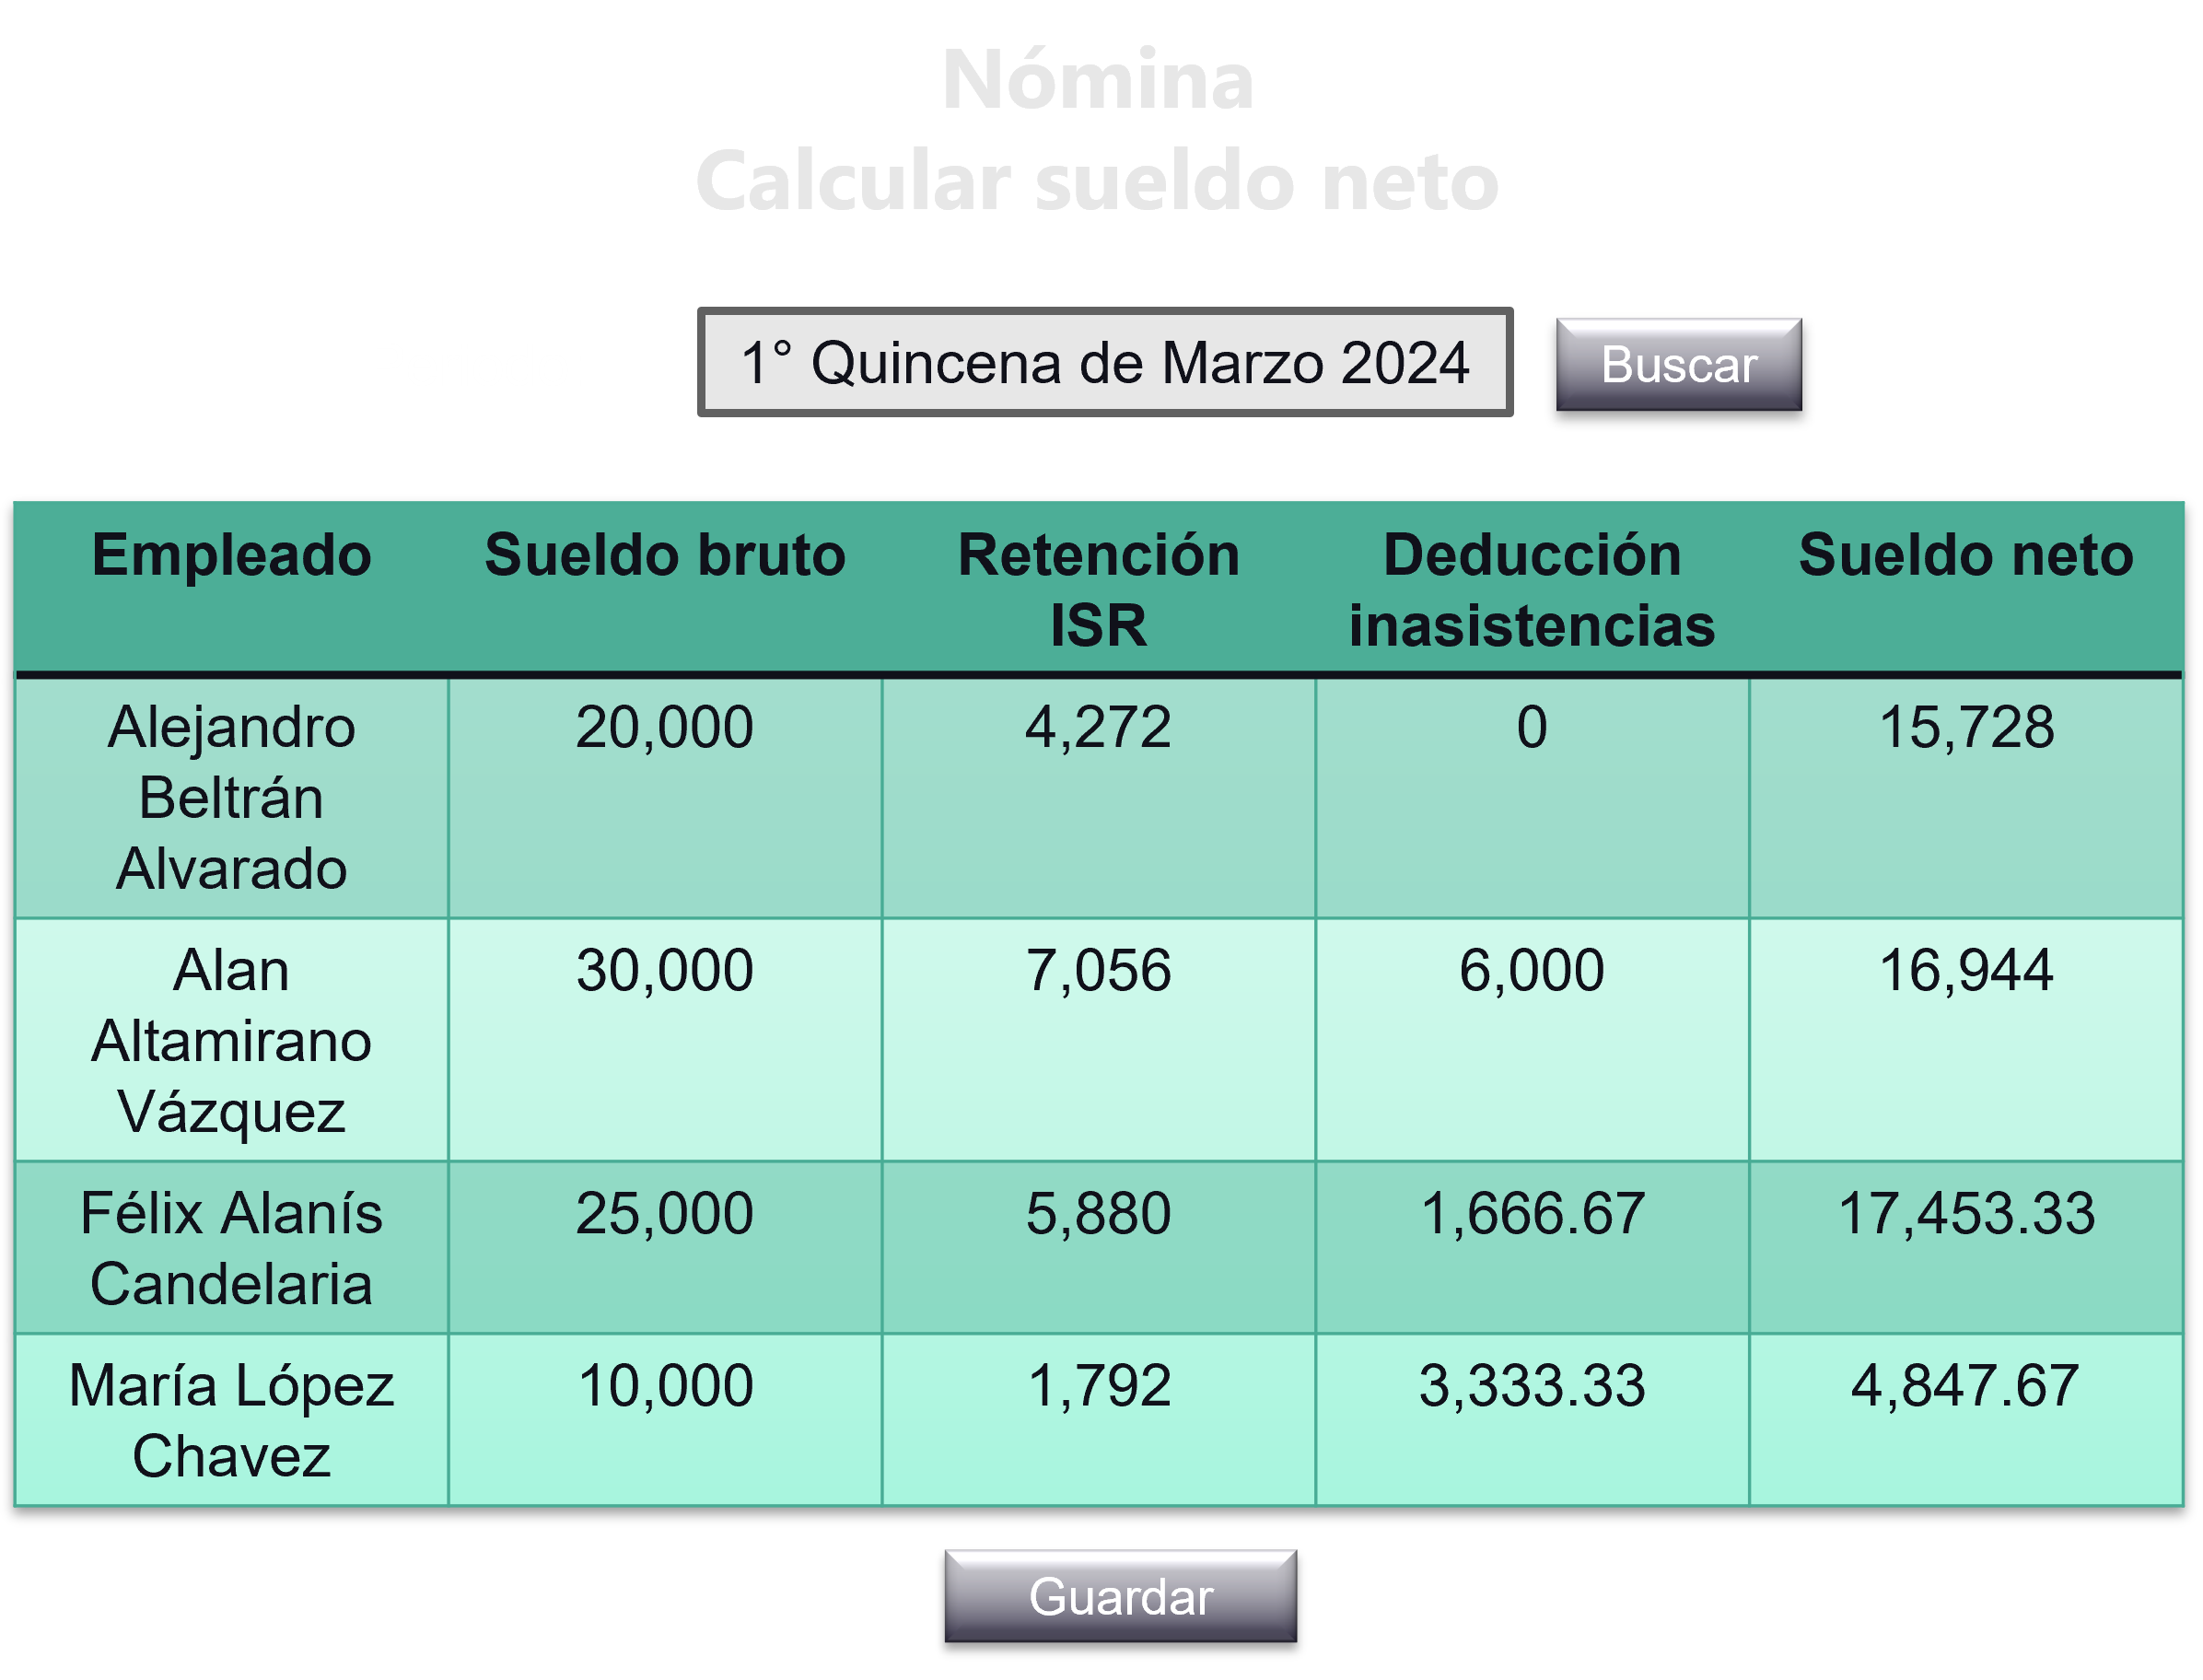 Nómina
Calcular sueldo neto
1° Quincena de Marzo 2024
Buscar
Empleado Sueldo bruto Retención ISR Deducción inasistencias Sueldo neto
Alejandro Beltrán Alvarado 20,000 4,272 0 15,728
Alan Altamirano Vázquez 30,000 7,056 6,000 16,944
Félix Alanís Candelaria 25,000 5,880 1,666.67 17,453.33
María López Chavez 10,000 1,792 3,333.33 4,847.67
Guardar